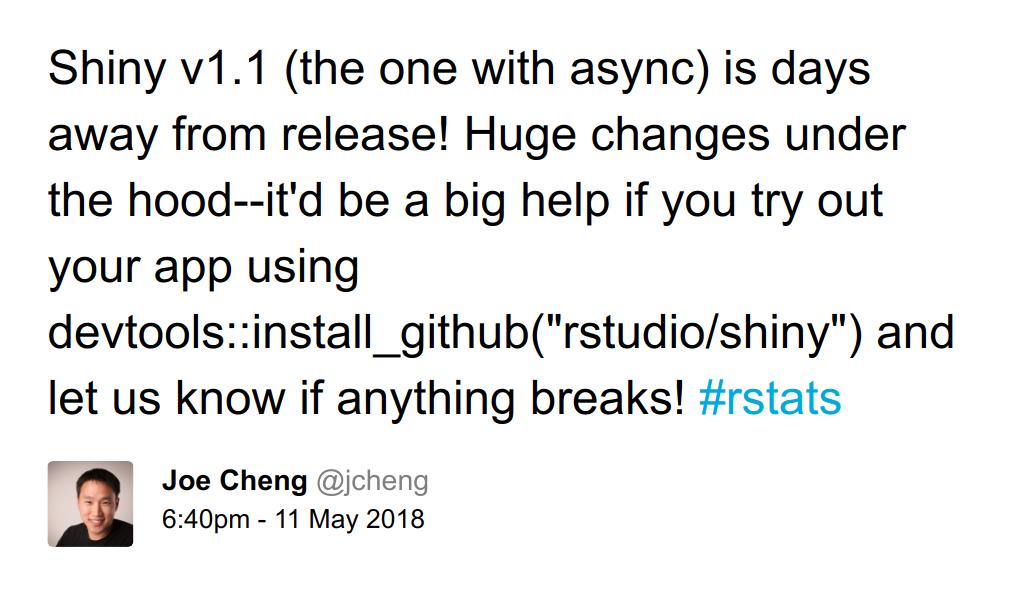 Shiny v1.1 (the one with async) is days
away from release! Huge changes under
the hood--it'd be a big help if you try out
your app using
devtools::install_github("rstudio/shiny") and
let us know if anything breaks! #rstats
Joe Cheng @jcheng
6:40pm - 11 May 2018